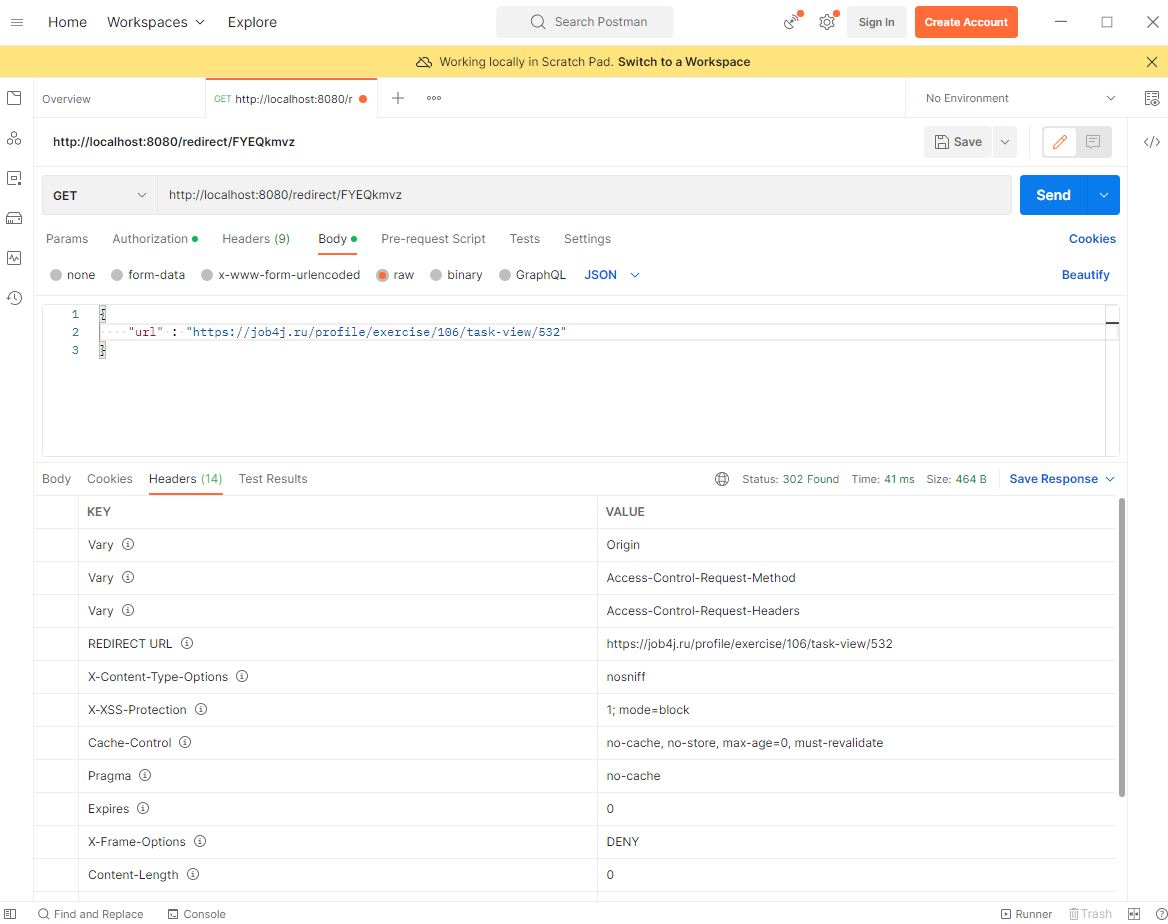 Home Workspaces Explore Search Postman Sign In Create Account
Working locally in Scratch Pad. Switch to a Workspace
Overview GET http://localhost:8080/r No Environment
http://localhost:8080/redirect/FYEQkmvz Save
GET http://localhost:8080/redirect/FYEQkmvz Send
Params Authorization Headers (9) Body Pre-request Script Tests Settings Cookies
none form-data x-www-form-urlencoded raw binary GraphQL JSON Beautify
1 {
2 "url" : "https://job4j.ru/profile/exercise/106/task-view/532"
3 }
Body Cookies Headers (14) Test Results Status: 302 Found Time: 41 ms Size: 464 B Save Response
KEY VALUE
Vary Origin
Vary Access-Control-Request-Method
Vary Access-Control-Request-Headers
REDIRECT URL https://job4j.ru/profile/exercise/106/task-view/532
X-Content-Type-Options nosniff
X-XSS-Protection 1; mode=block
Cache-Control no-cache, no-store, max-age=0, must-revalidate
Pragma no-cache
Expires 0
X-Frame-Options DENY
Content-Length 0
Find and Replace Console Runner Trash